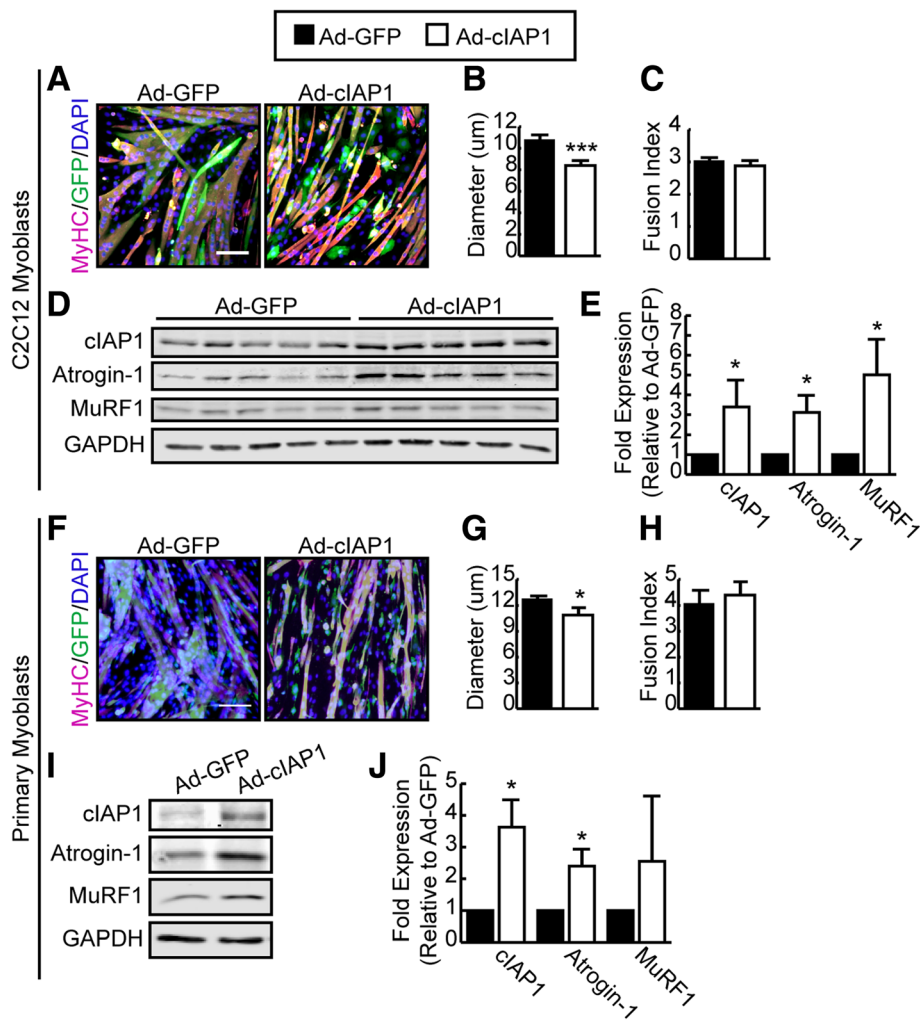 Ad-GFP Ad-cIAP1
C2C12 Myoblasts
A
Ad-GFP Ad-cIAP1
MyHC/GFP/DAPI
B
Diameter (um)
12
10
8
6
4
2
0
***
C
Fusion Index
4
3
2
1
0
D
Ad-GFP Ad-cIAP1
cIAP1
Atrogin-1
MuRF1
GAPDH
E
Fold Expression
(Relative to Ad-GFP)
8
7
6
5
4
3
2
1
0
* * *
cIAP1 Atrogin-1 MuRF1
Primary Myoblasts
F
Ad-GFP Ad-cIAP1
MyHC/GFP/DAPI
G
Diameter (um)
15
12
9
6
3
0
*
H
Fusion Index
5
4
3
2
1
0
I
Ad-GFP Ad-cIAP1
cIAP1
Atrogin-1
MuRF1
GAPDH
J
Fold Expression
(Relative to Ad-GFP)
5
4
3
2
1
0
* *
cIAP1 Atrogin-1 MuRF1